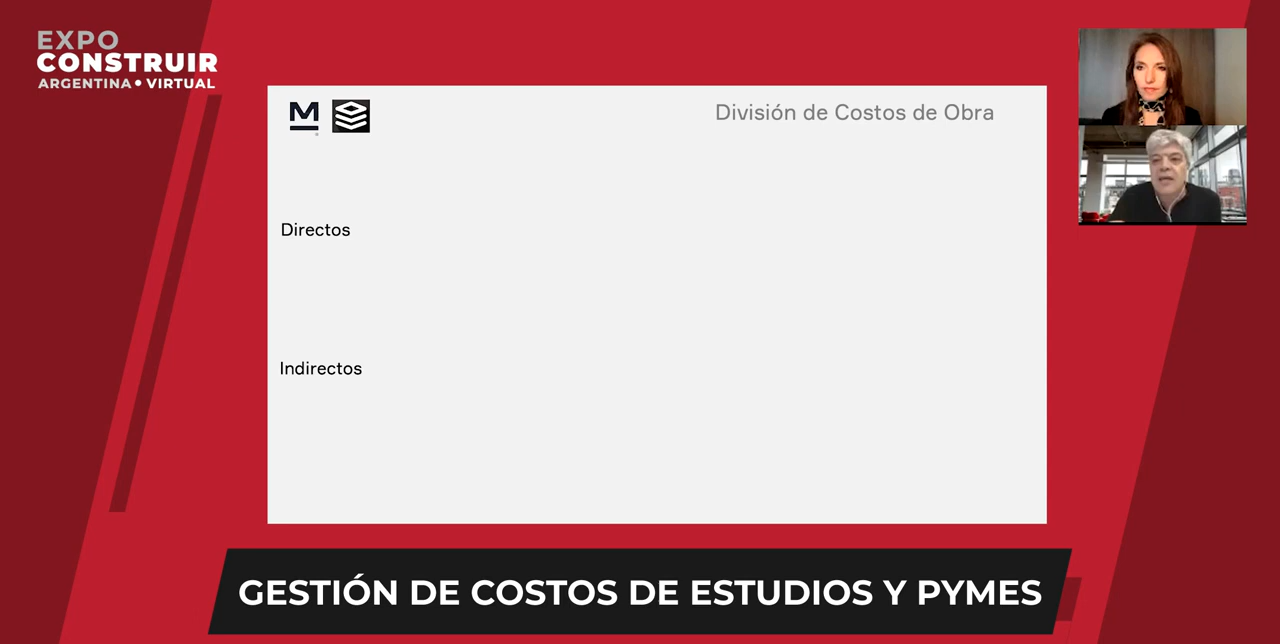 EXPO
CONSTRUIR
ARGENTINA • VIRTUAL
M
División de Costos de Obra
Directos
Indirectos
GESTIÓN DE COSTOS DE ESTUDIOS Y PYMES